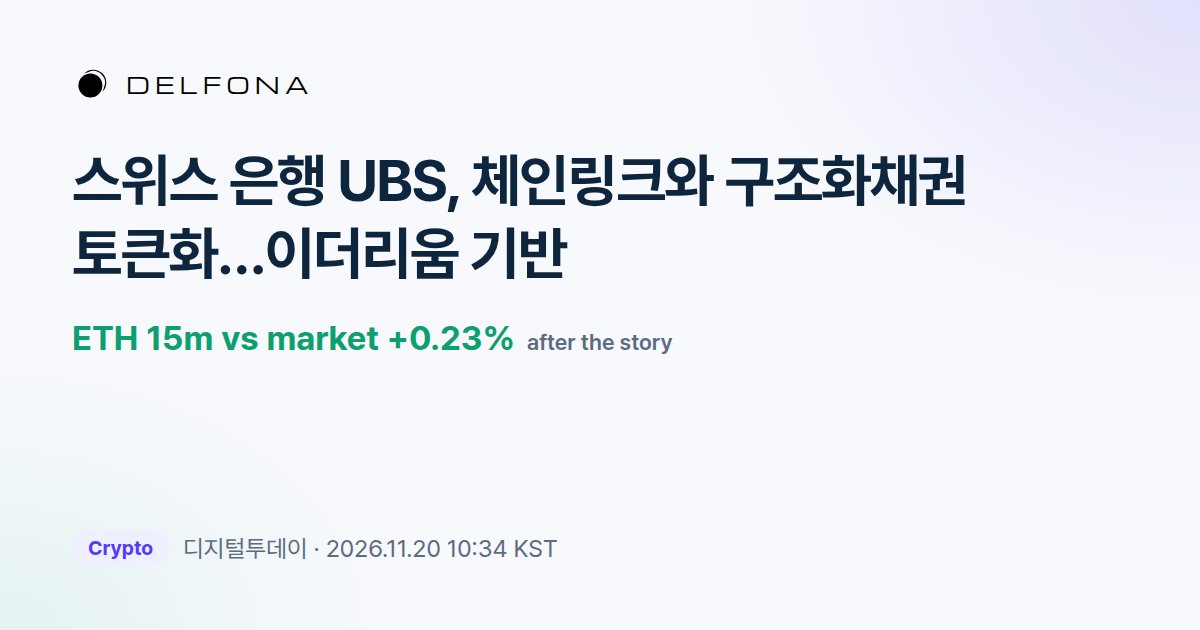 DELFONA
스위스 은행 UBS, 체인링크와 구조화채권
토큰화…이더리움 기반
ETH 15m vs market +0.23% after the story
Crypto 디지털투데이 · 2026.11.20 10:34 KST